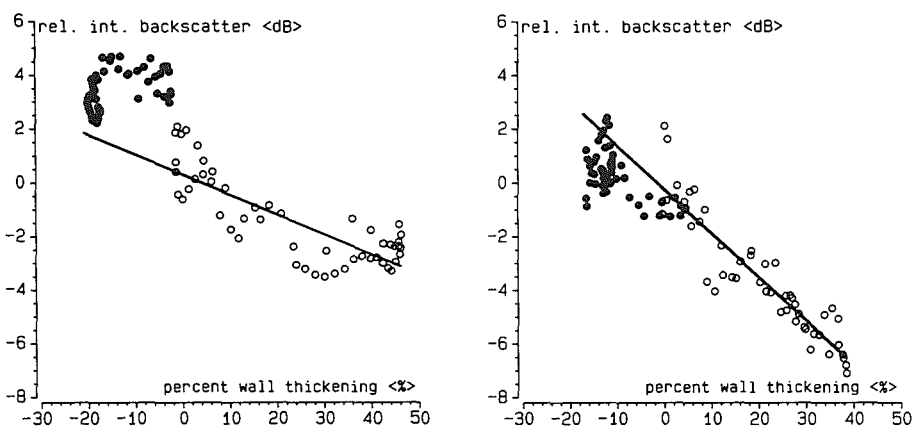 6
rel. int. backscatter <dB>
4
2
0
-2
-4
-6
percent wall thickening <%>
-8
-30 -20 -10 0 10 20 30 40 50
6
rel. int. backscatter <dB>
4
2
0
-2
-4
-6
percent wall thickening <%>
-8
-30 -20 -10 0 10 20 30 40 50